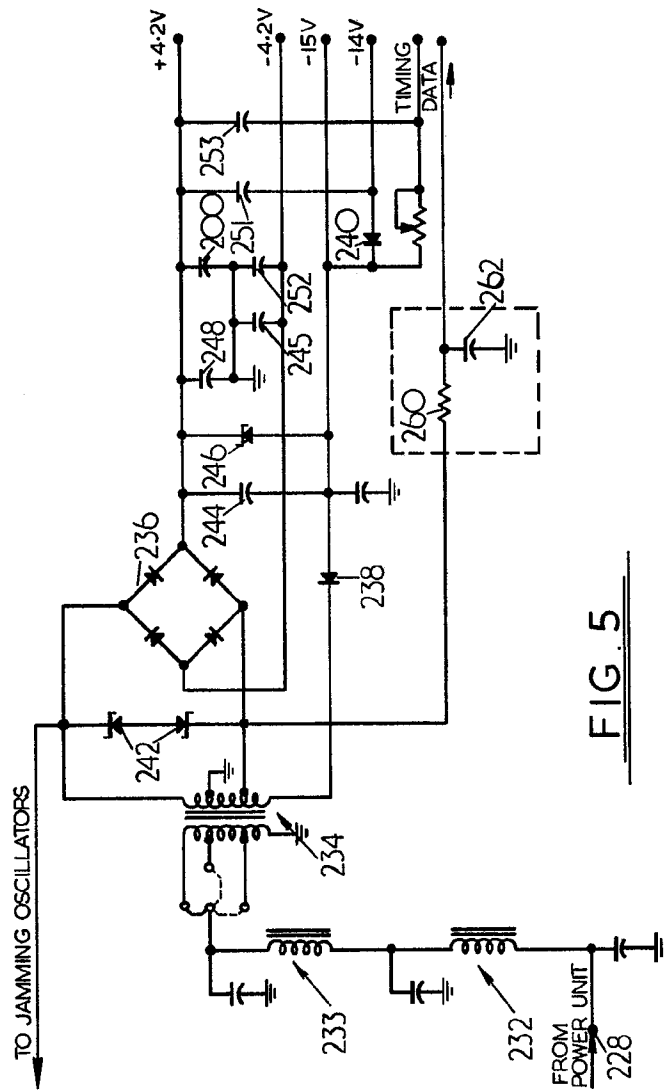 TO JAMMING OSCILLATORS
+4·2V
-4.2V
-15V
-14V
TIMING
DATA
253
200
251
252
248
245
240
246
244
236
238
242
262
260
234
233
232
FROM
POWER UNIT
228
FIG. 5